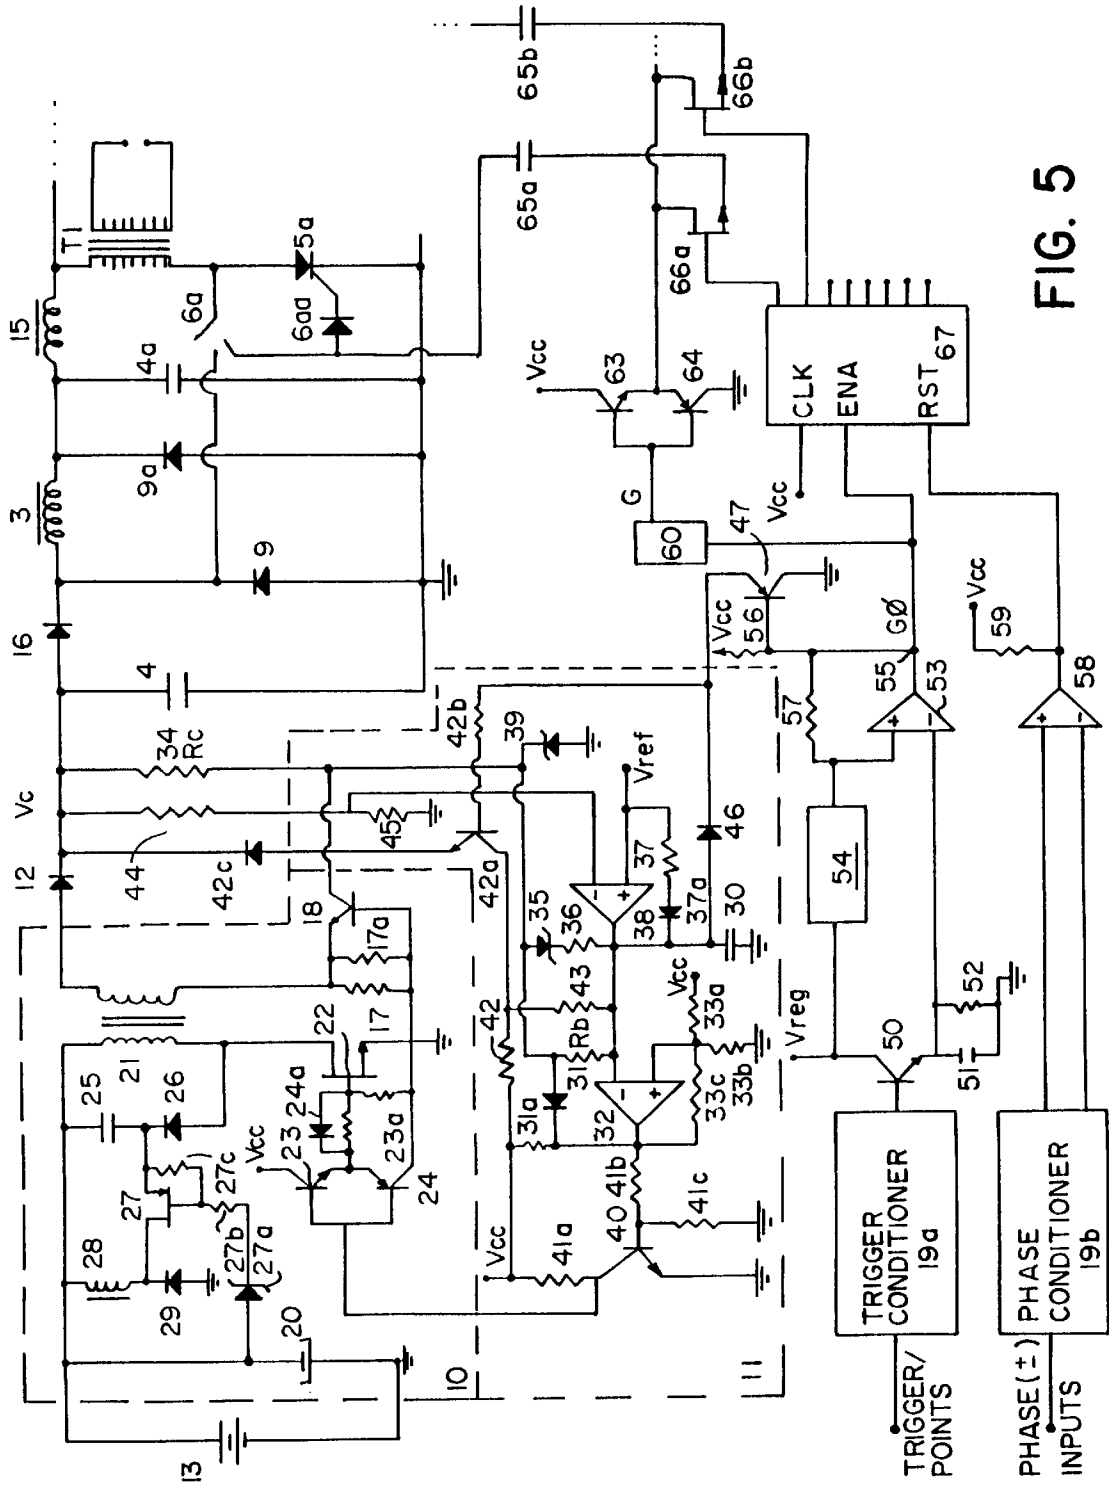 13
28
27
25
21
26
29
27b
27c
27a
20
Vcc
23
24a
22
17
23a
24
17a
18
10
12
Vc
44
42c
34
Rc
4
16
9
3
9a
4a
15
6a
T1
5a
6aa
45
42b
39
42a
Vref
35
36
37
38
37a
46
30
42
43
31
Rb
31a
32
Vcc
33a
33b
33c
Vcc
41a
40
41b
41c
11
65b
65a
66b
66a
Vcc
63
64
G
60
47
Vcc
56
Vcc
CLK
ENA
RST
67
Vreg
54
57
55
GØ
53
50
51
52
Vcc
59
58
TRIGGER/
POINTS
TRIGGER
CONDITIONER
19a
PHASE(±)
INPUTS
PHASE
CONDITIONER
19b
FIG. 5